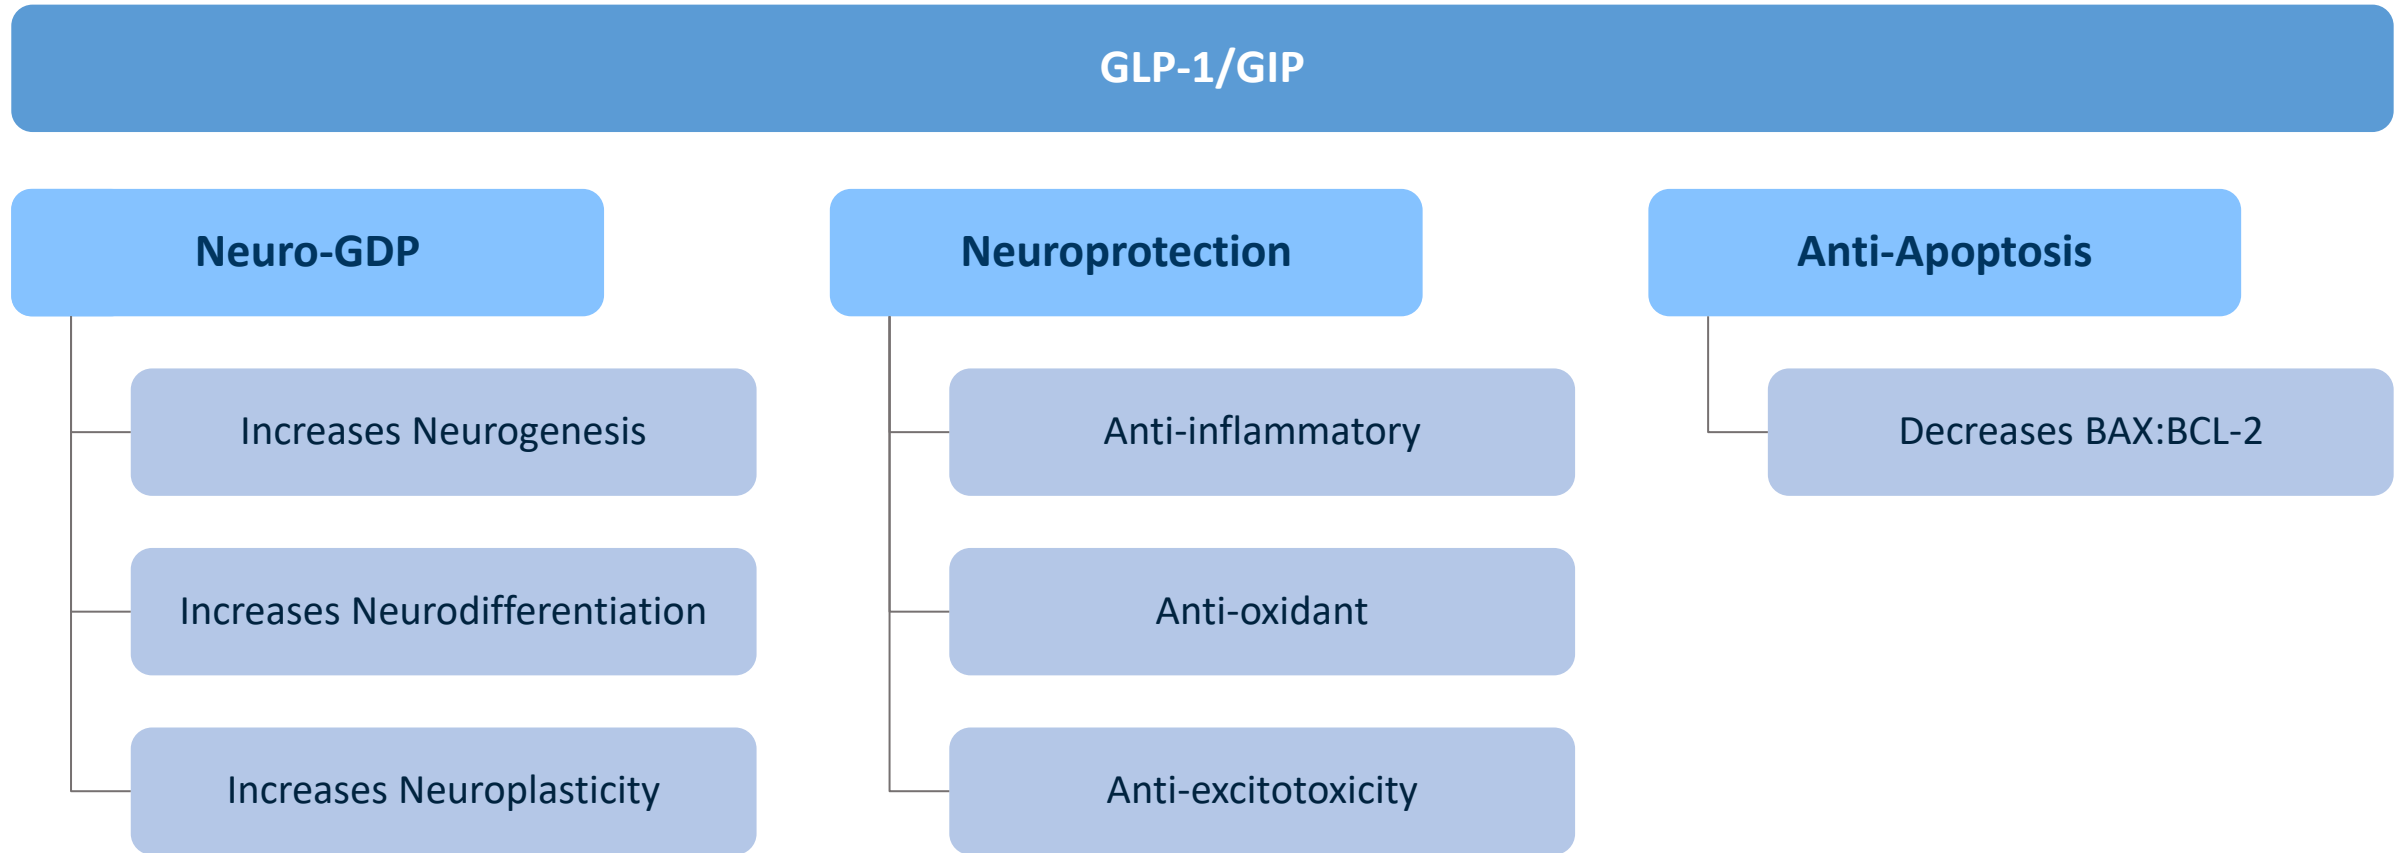 GLP-1/GIP
Neuro-GDP
Increases Neurogenesis
Increases Neurodifferentiation
Increases Neuroplasticity
Neuroprotection
Anti-inflammatory
Anti-oxidant
Anti-excitotoxicity
Anti-Apoptosis
Decreases BAX:BCL-2